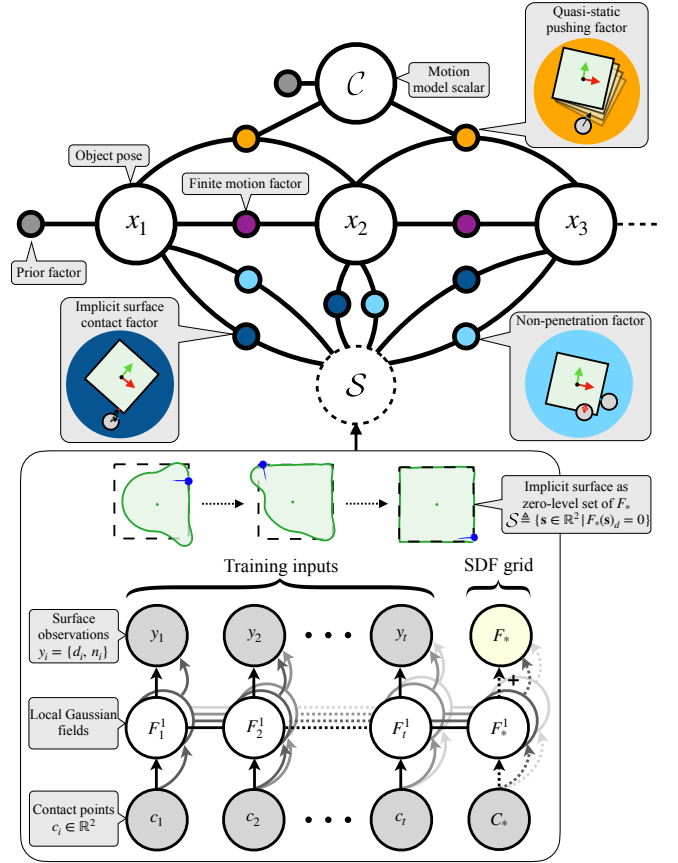 Quasi-static
pushing factor
C
Motion
model scalar
Object pose
Finite motion factor
x₁
x₂
x₃
Prior factor
Implicit surface
contact factor
Non-penetration factor
S
Implicit surface as
zero-level set of F*
S ≜ {s ∈ ℝ² | F*(s)_d = 0}
Training inputs
SDF grid
Surface
observations
yᵢ = {dᵢ, nᵢ}
y₁
y₂
• • •
yₜ
F*
+
Local Gaussian
fields
F₁¹
F₂¹
Fₜ¹
F*¹
Contact points
cᵢ ∈ ℝ²
c₁
c₂
• • •
cₜ
C*